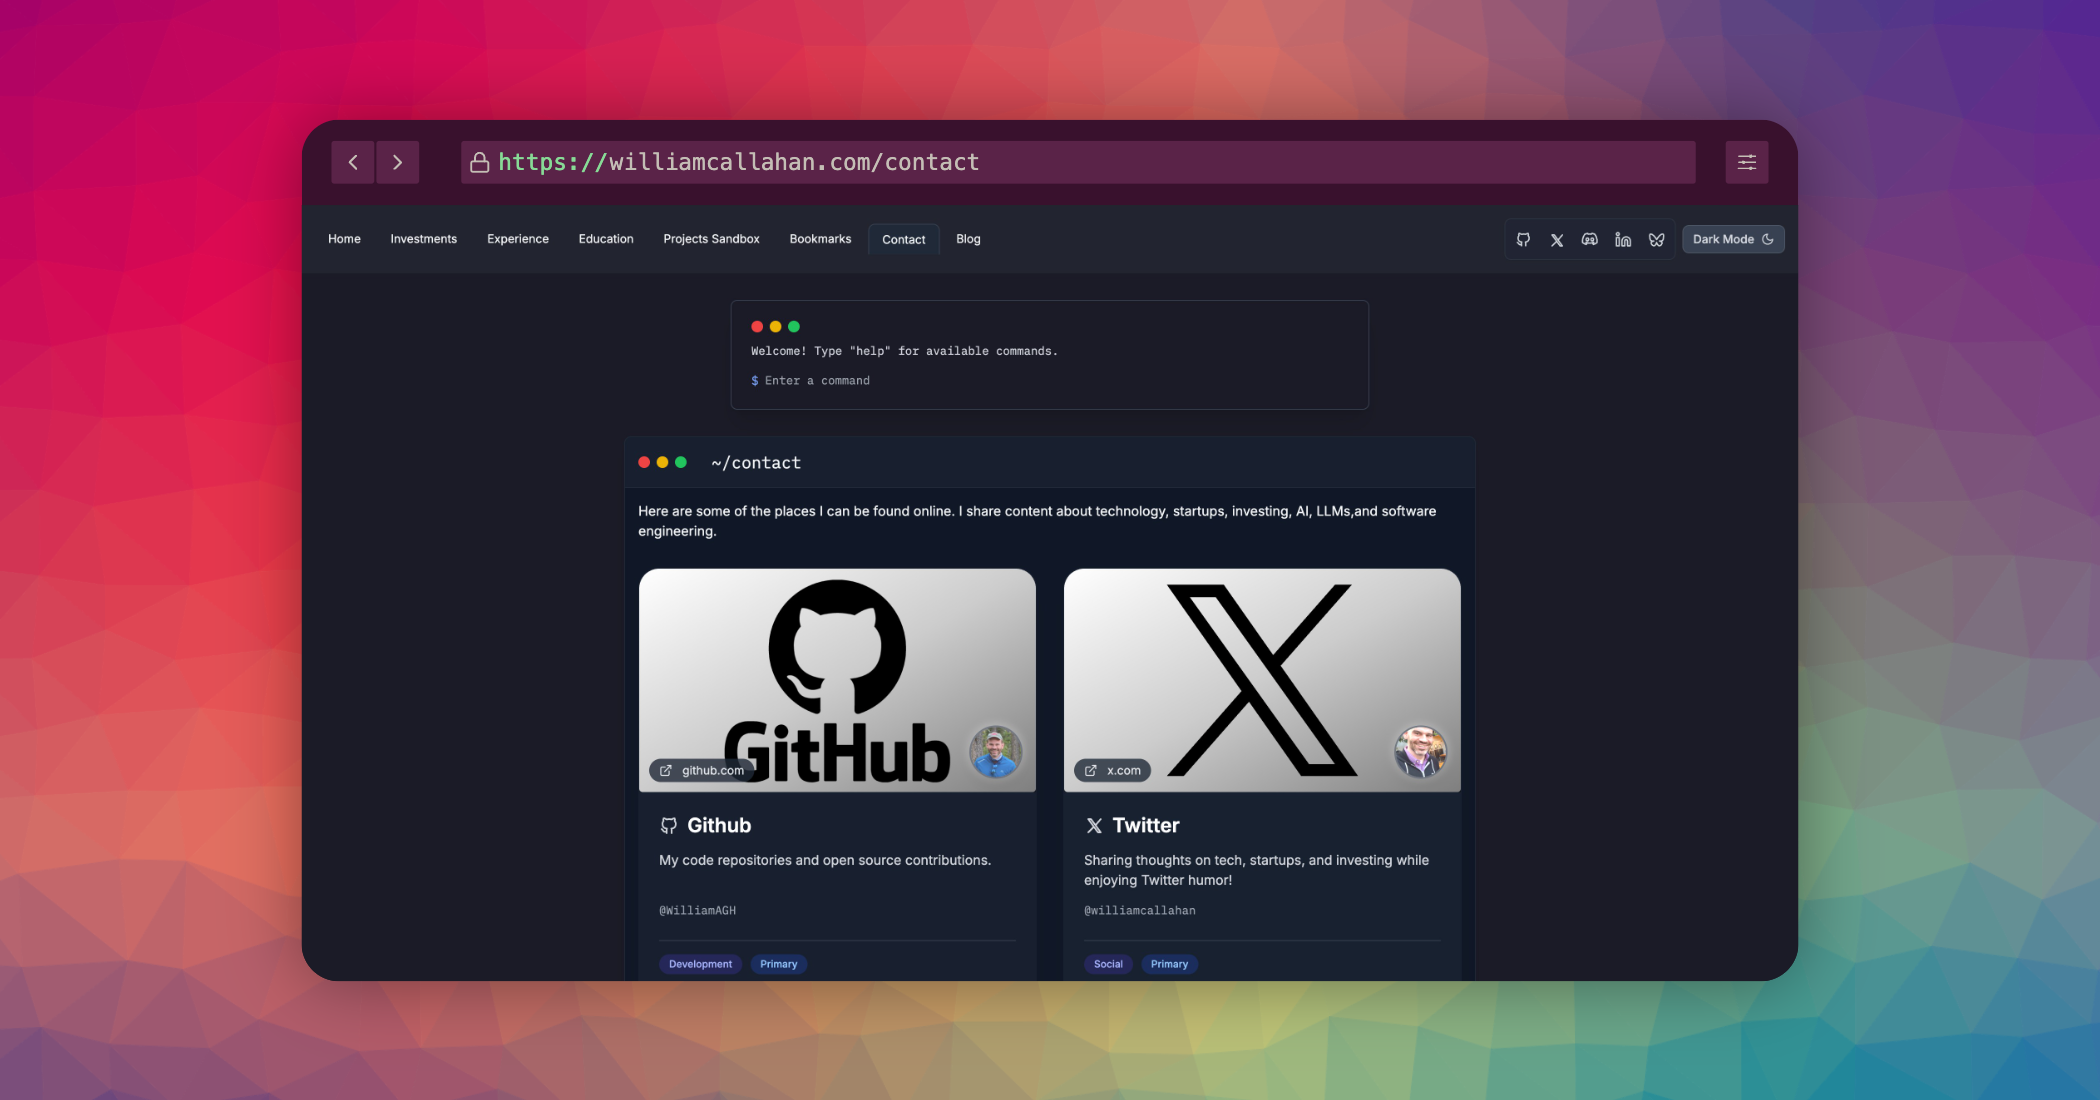 https://williamcallahan.com/contact
Home Investments Experience Education Projects Sandbox Bookmarks Contact Blog Dark Mode
Welcome! Type "help" for available commands.
$ Enter a command
~/contact
Here are some of the places I can be found online. I share content about technology, startups, investing, AI, LLMs,and software
engineering.
GitHub
github.com
X
x.com
Github
My code repositories and open source contributions.
@WilliamAGH
Development Primary
Twitter
Sharing thoughts on tech, startups, and investing while
enjoying Twitter humor!
@williamcallahan
Social Primary